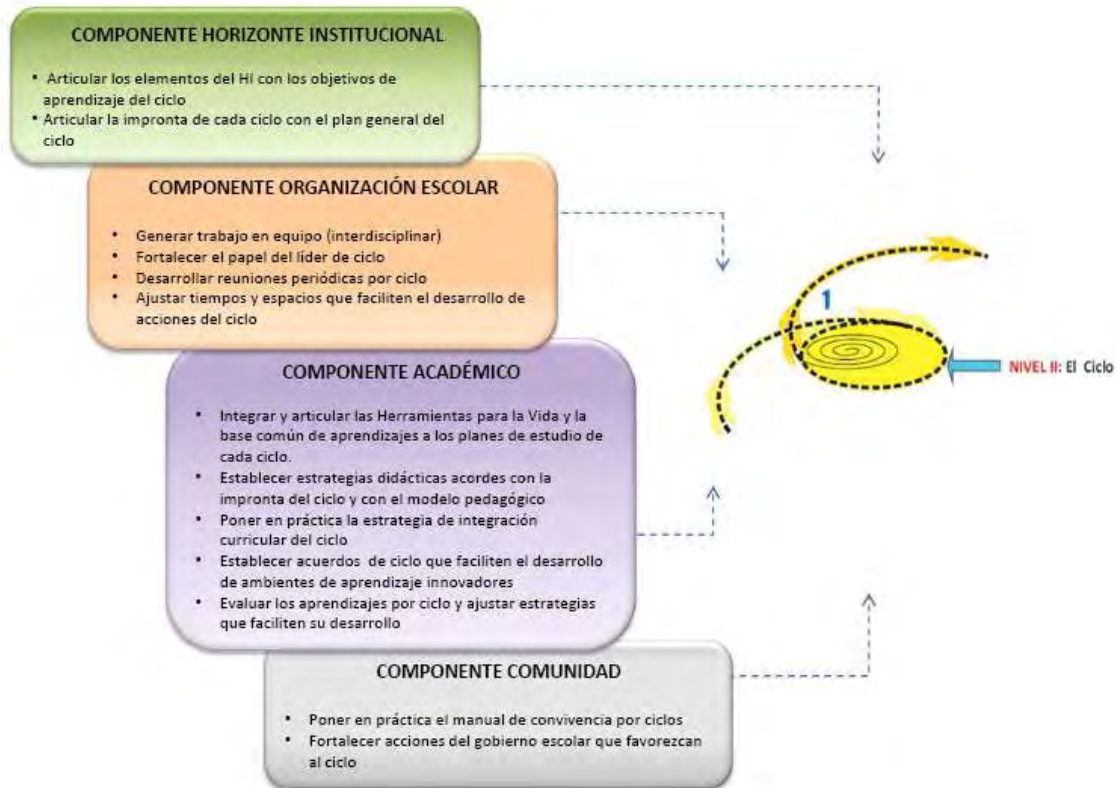 COMPONENTE HORIZONTE INSTITUCIONAL
• Articular los elementos del HI con los objetivos de
aprendizaje del ciclo
• Articular la impronta de cada ciclo con el plan general del
ciclo
COMPONENTE ORGANIZACIÓN ESCOLAR
• Generar trabajo en equipo (interdisciplinar)
• Fortalecer el papel del líder de ciclo
• Desarrollar reuniones periódicas por ciclo
• Ajustar tiempos y espacios que faciliten el desarrollo de
acciones del ciclo
COMPONENTE ACADÉMICO
• Integrar y articular las Herramientas para la Vida y la
base común de aprendizajes a los planes de estudio de
cada ciclo.
• Establecer estrategias didácticas acordes con la
impronta del ciclo y con el modelo pedagógico
• Poner en práctica la estrategia de integración
curricular del ciclo
• Establecer acuerdos de ciclo que faciliten el desarrollo
de ambientes de aprendizaje innovadores
• Evaluar los aprendizajes por ciclo y ajustar estrategias
que faciliten su desarrollo
COMPONENTE COMUNIDAD
• Poner en práctica el manual de convivencia por ciclos
• Fortalecer acciones del gobierno escolar que favorezcan
al ciclo
1
NIVEL II: El Ciclo